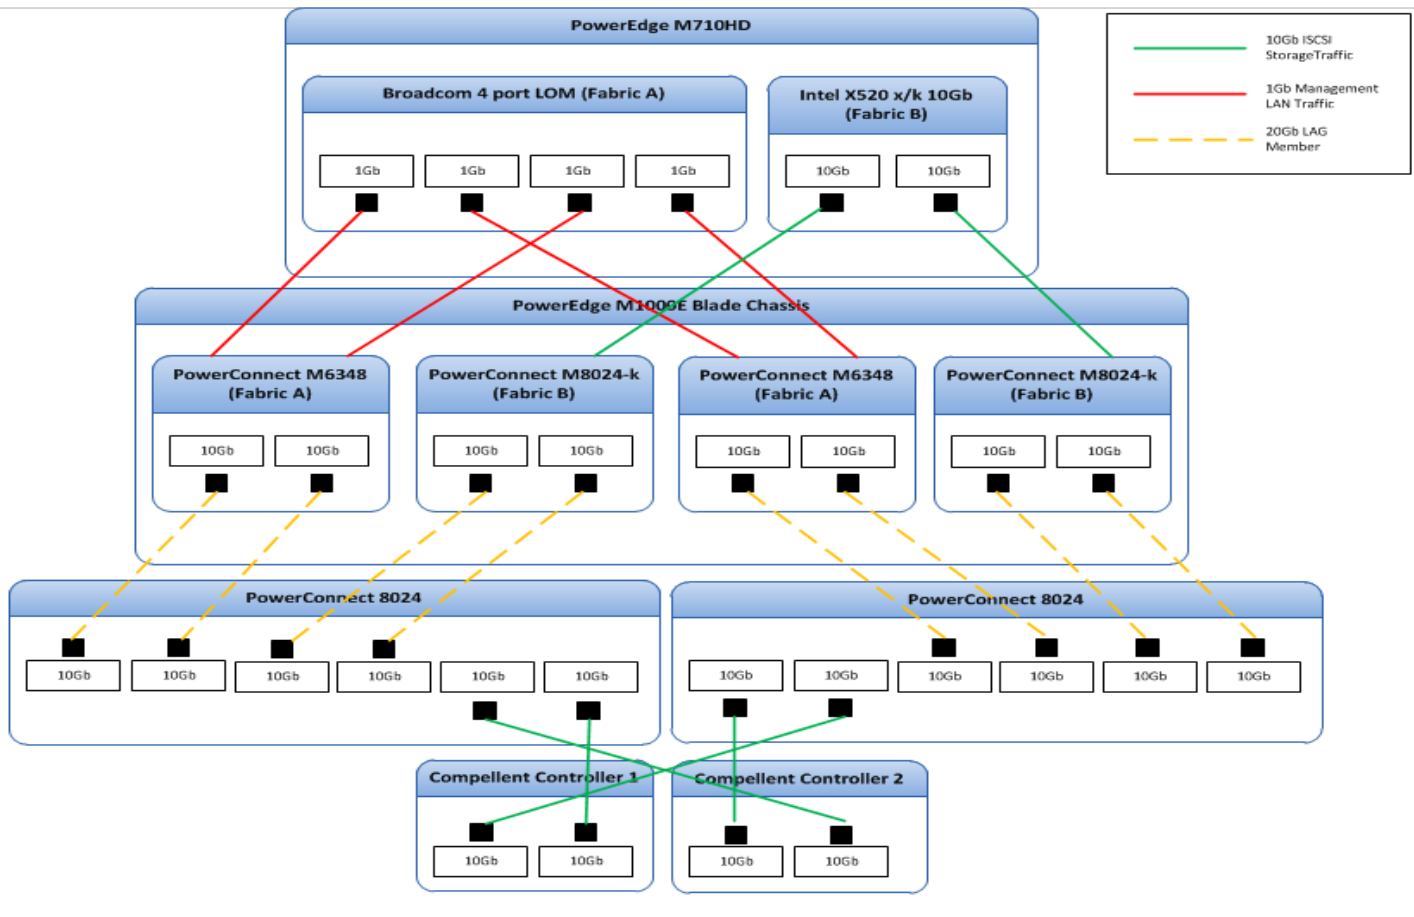 PowerEdge M710HD
10Gb ISCSI
StorageTraffic
1Gb Management
LAN Traffic
20Gb LAG
Member
Broadcom 4 port LOM (Fabric A)
Intel X520 x/k 10Gb
(Fabric B)
1Gb 1Gb 1Gb 1Gb 10Gb 10Gb
PowerEdge M1000E Blade Chassis
PowerConnect M6348
(Fabric A)
PowerConnect M8024-k
(Fabric B)
PowerConnect M6348
(Fabric A)
PowerConnect M8024-k
(Fabric B)
10Gb 10Gb 10Gb 10Gb 10Gb 10Gb 10Gb 10Gb
PowerConnect 8024
PowerConnect 8024
10Gb 10Gb 10Gb 10Gb 10Gb 10Gb
10Gb 10Gb 10Gb 10Gb 10Gb 10Gb
Compellent Controller 1
Compellent Controller 2
10Gb 10Gb
10Gb 10Gb